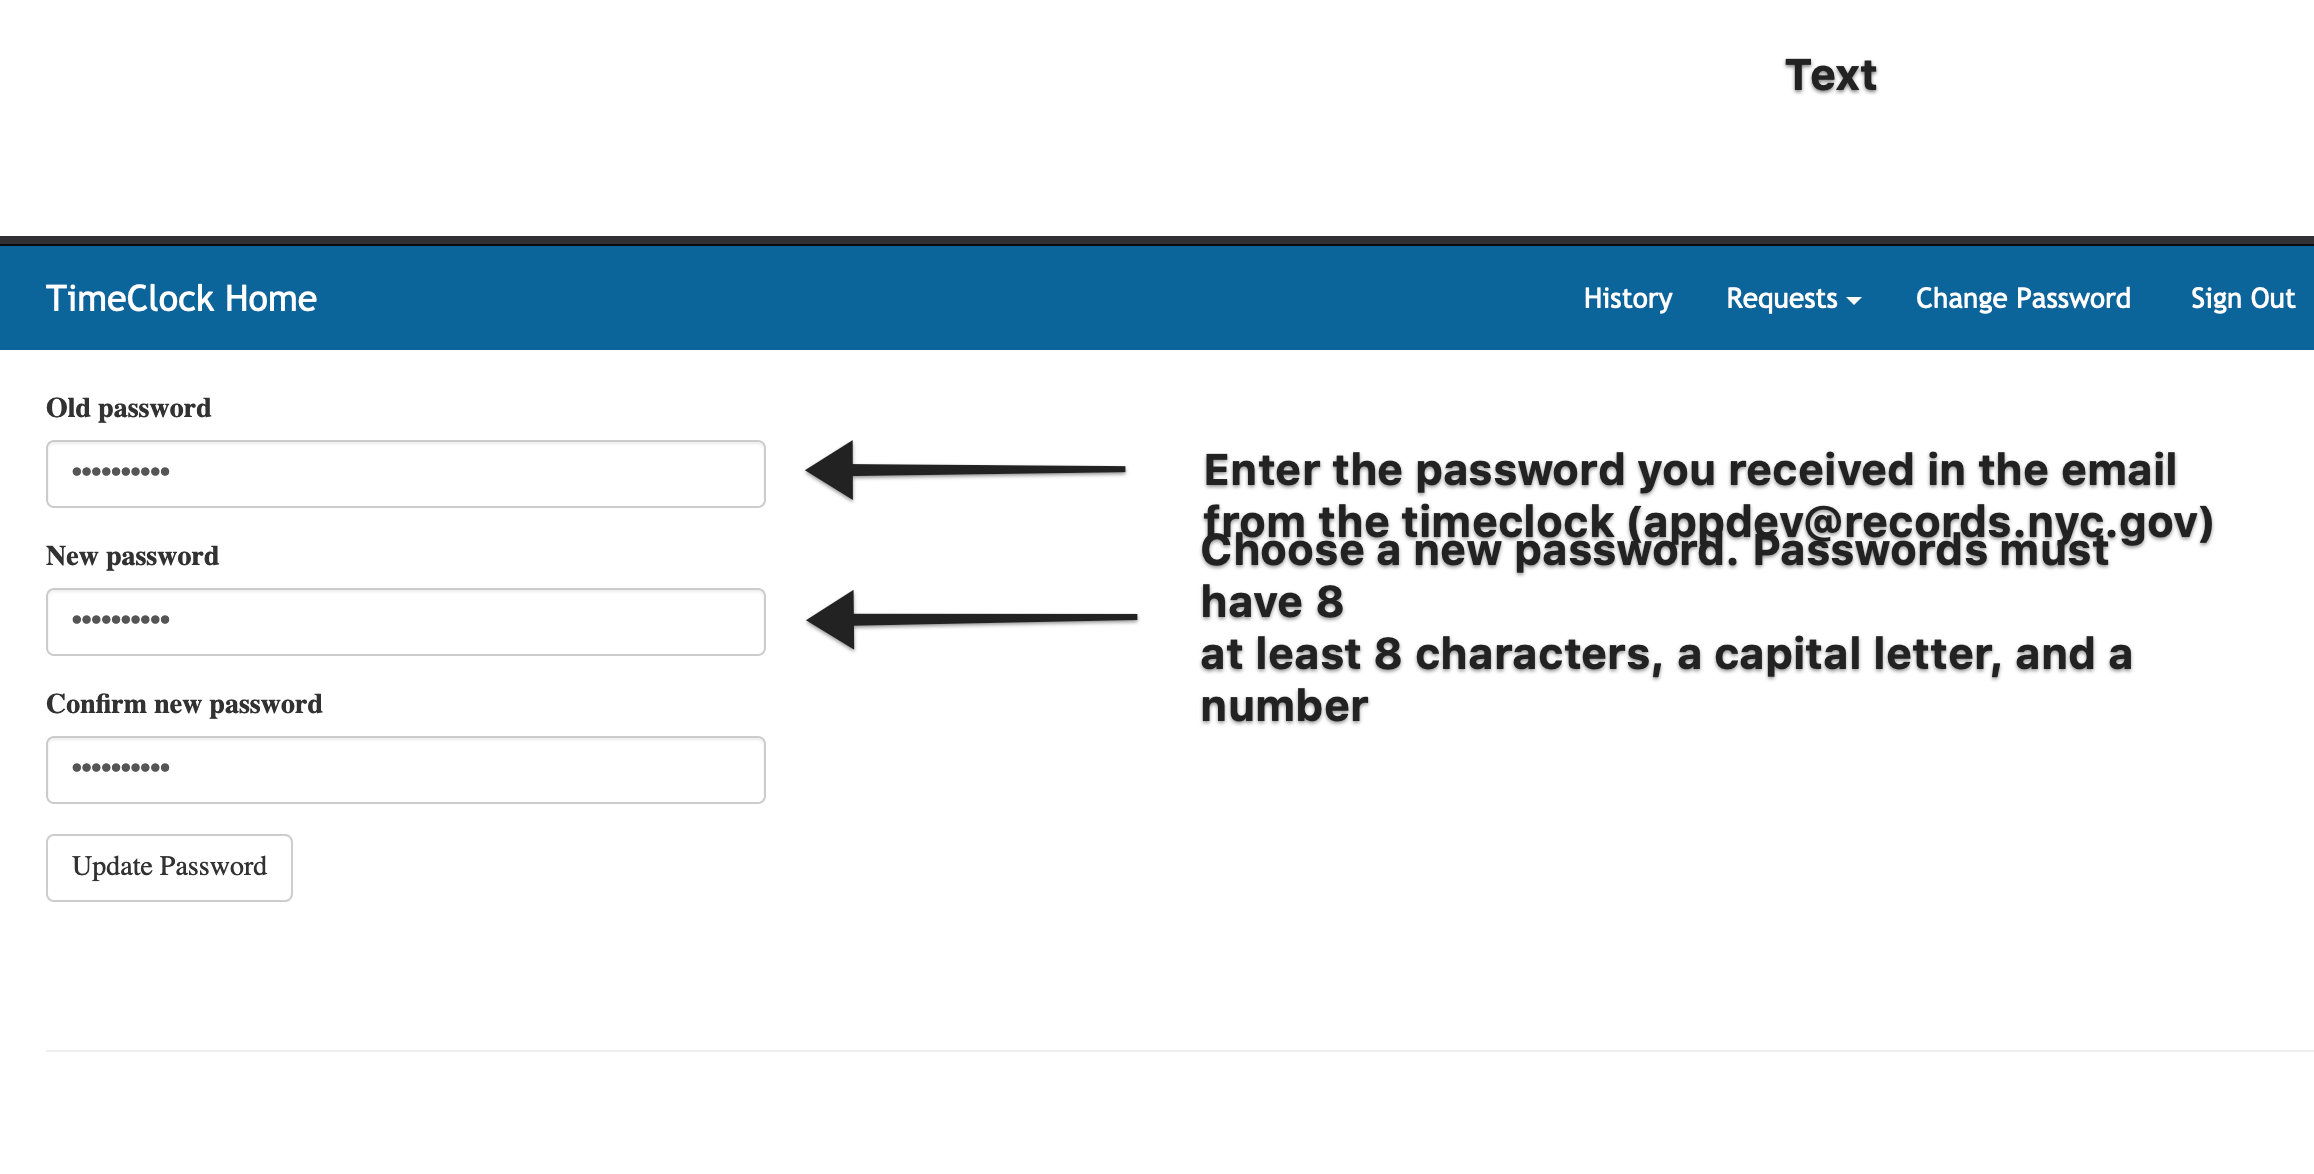 Text
TimeClock Home
History
Requests
Change Password
Sign Out
Old password
••••••••••
Enter the password you received in the email
from the timeclock (appdev@records.nyc.gov)
New password
••••••••••
Choose a new password. Passwords must
have 8
at least 8 characters, a capital letter, and a
number
Confirm new password
••••••••••
Update Password